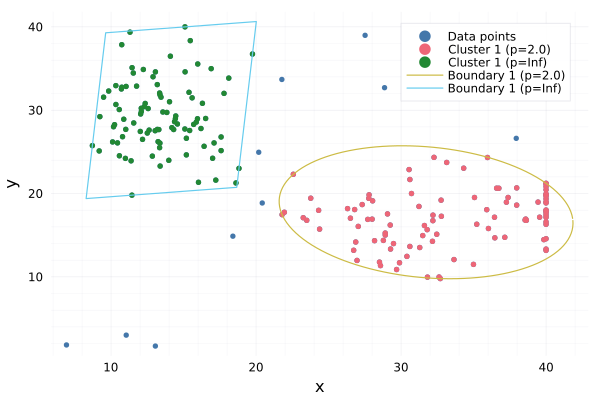 40
30
20
10
y
10
20
30
40
x
Data points
Cluster 1 (p=2.0)
Cluster 1 (p=Inf)
Boundary 1 (p=2.0)
Boundary 1 (p=Inf)